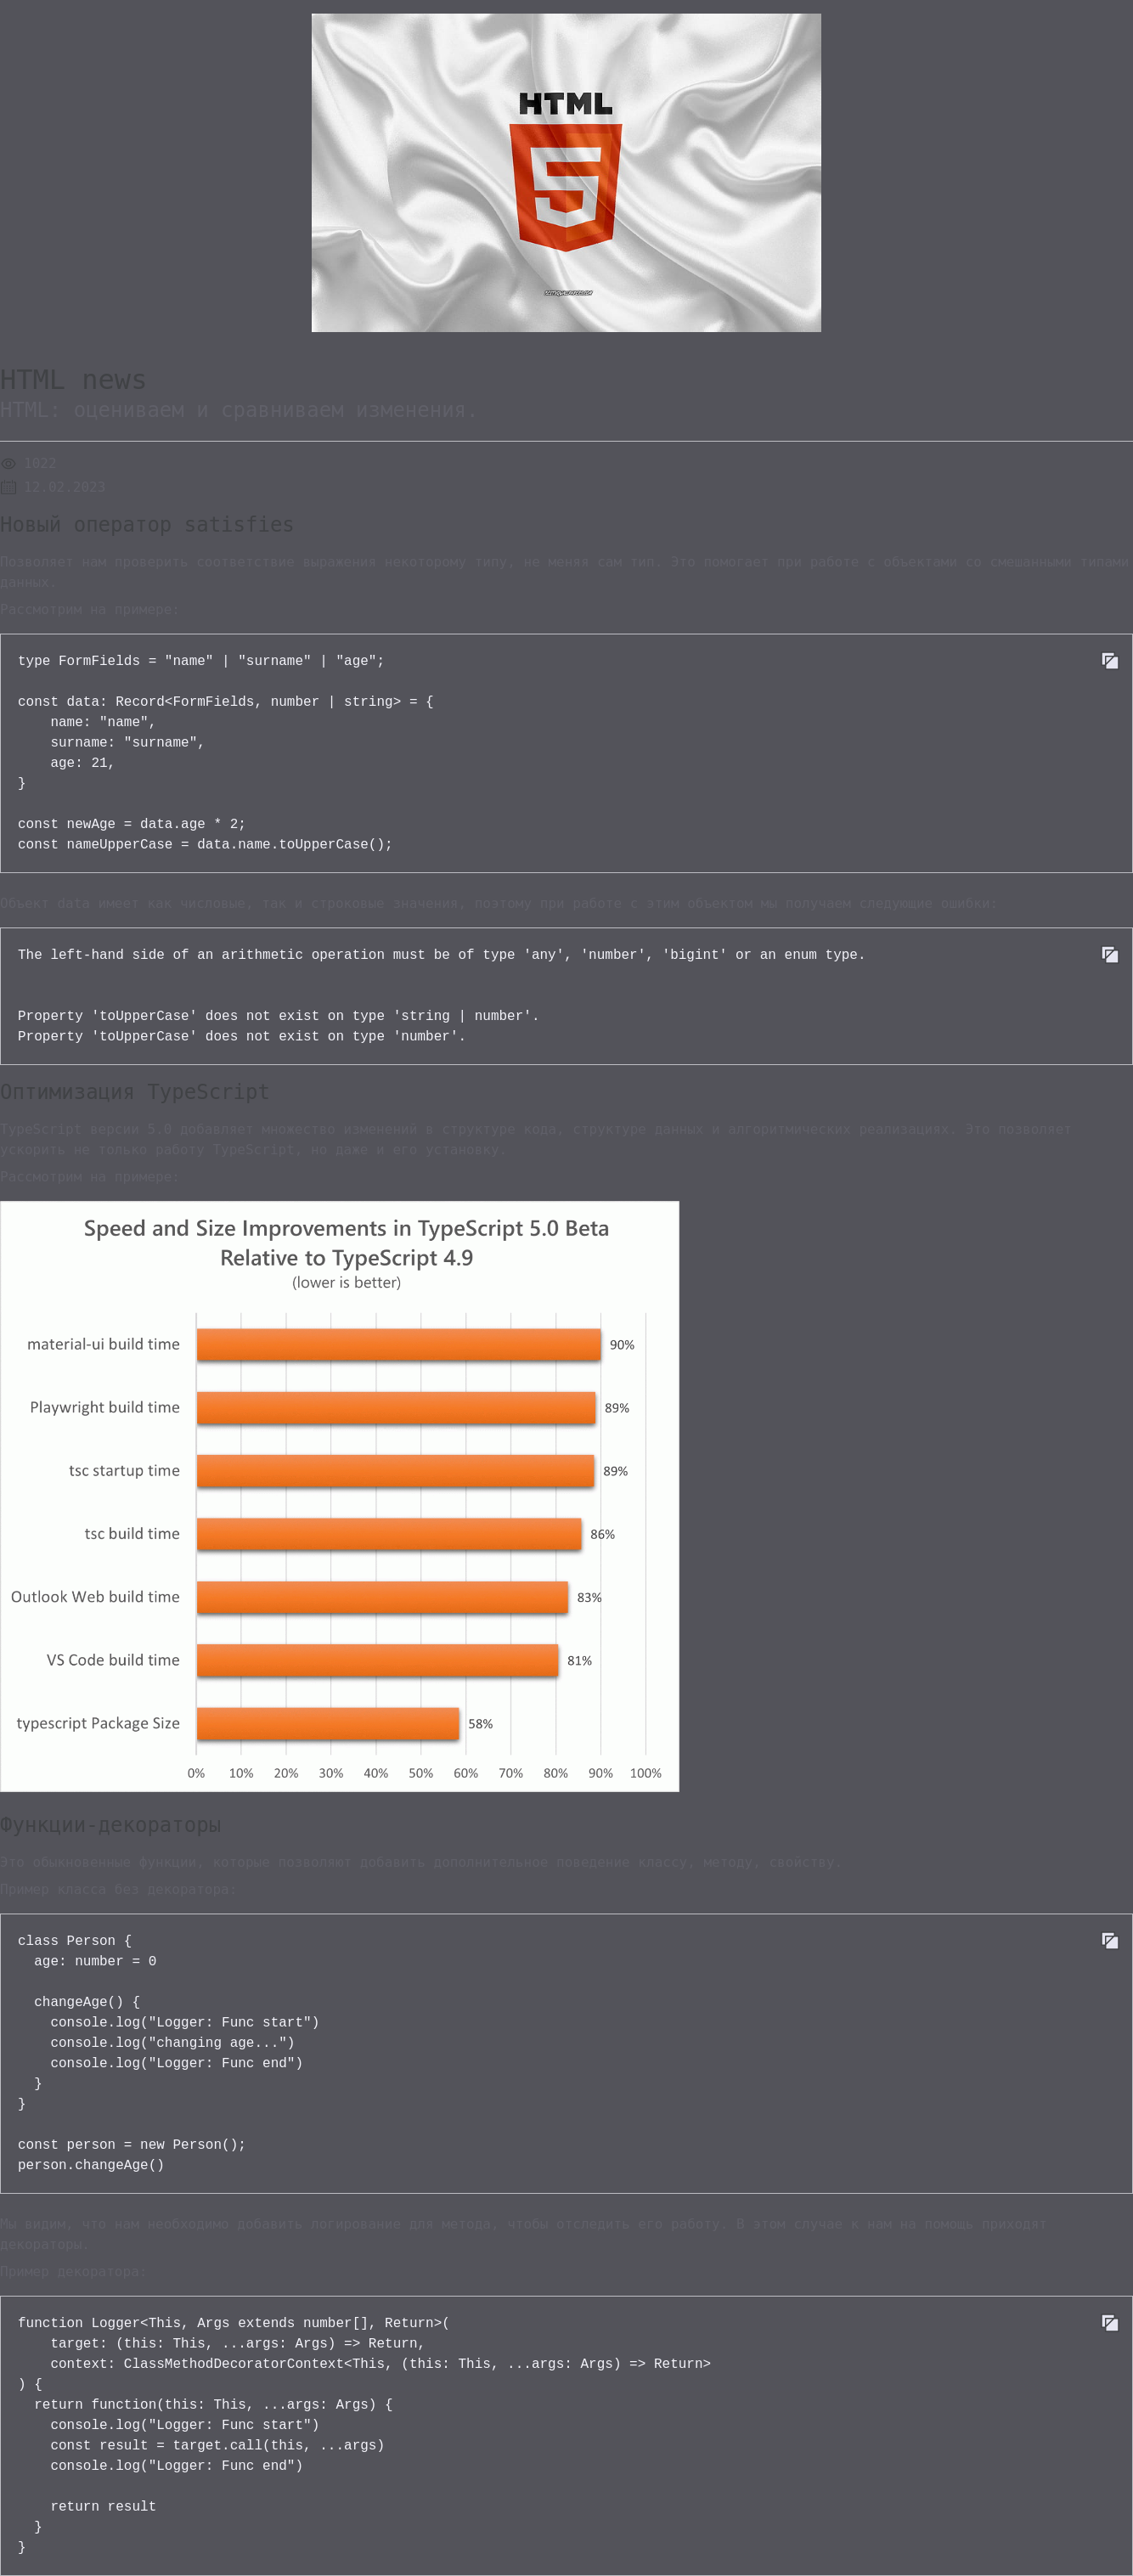 HTML
HTML news
HTML: оцениваем и сравниваем изменения.
1022
12.02.2023
Новый оператор satisfies
Позволяет нам проверить соответствие выражения некоторому типу, не меняя сам тип. Это помогает при работе с объектами со смешанными типами
данных.
Рассмотрим на примере:
type FormFields = "name" | "surname" | "age";
const data: Record<FormFields, number | string> = {
    name: "name",
    surname: "surname",
    age: 21,
}
const newAge = data.age * 2;
const nameUpperCase = data.name.toUpperCase();
Объект data имеет как числовые, так и строковые значения, поэтому при работе с этим объектом мы получаем следующие ошибки:
The left-hand side of an arithmetic operation must be of type 'any', 'number', 'bigint' or an enum type.
Property 'toUpperCase' does not exist on type 'string | number'.
Property 'toUpperCase' does not exist on type 'number'.
Оптимизация TypeScript
TypeScript версии 5.0 добавляет множество изменений в структуре кода, структуре данных и алгоритмических реализациях. Это позволяет
ускорить не только работу TypeScript, но даже и его установку.
Рассмотрим на примере:
Speed and Size Improvements in TypeScript 5.0 Beta
Relative to TypeScript 4.9
(lower is better)
material-ui build time 90%
Playwright build time 89%
tsc startup time 89%
tsc build time 86%
Outlook Web build time 83%
VS Code build time 81%
typescript Package Size 58%
0% 10% 20% 30% 40% 50% 60% 70% 80% 90% 100%
Функции-декораторы
Это обыкновенные функции, которые позволяют добавить дополнительное поведение классу, методу, свойству.
Пример класса без декоратора:
class Person {
  age: number = 0
  changeAge() {
    console.log("Logger: Func start")
    console.log("changing age...")
    console.log("Logger: Func end")
  }
}
const person = new Person();
person.changeAge()
Мы видим, что нам необходимо добавить логирование для метода, чтобы отследить его работу. В этом случае к нам на помощь приходят
декораторы.
Пример декоратора:
function Logger<This, Args extends number[], Return>(
    target: (this: This, ...args: Args) => Return,
    context: ClassMethodDecoratorContext<This, (this: This, ...args: Args) => Return>
) {
  return function(this: This, ...args: Args) {
    console.log("Logger: Func start")
    const result = target.call(this, ...args)
    console.log("Logger: Func end")
    return result
  }
}